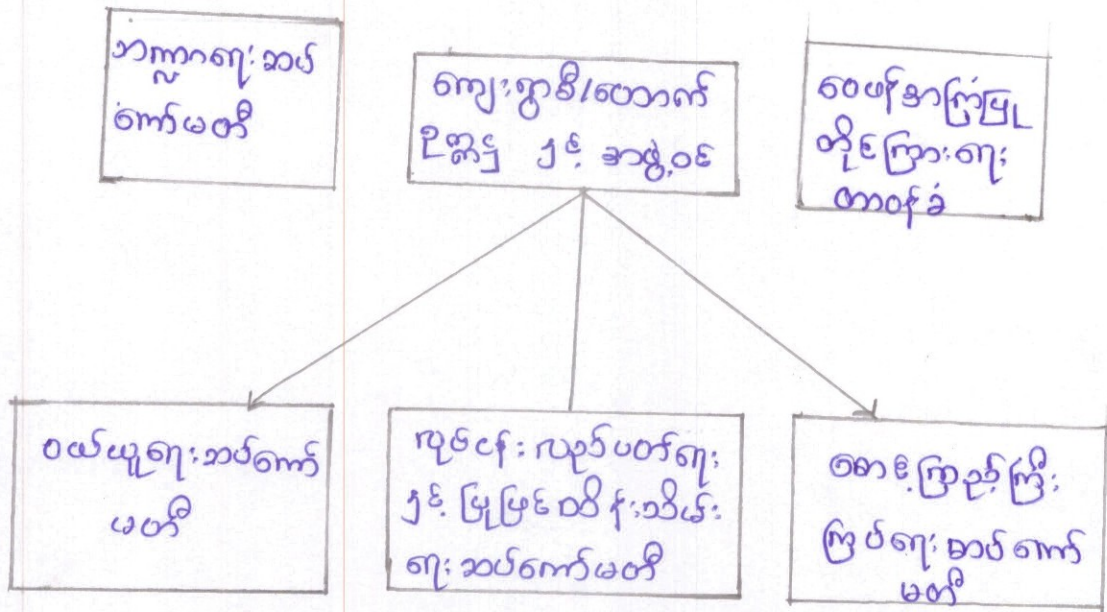 ဘဏ္ဍာရေးဆပ်
ကော်မတီ
ကျေးရွာစီ/ထောက်
ဥက္ကဋ္ဌ နှင့် အဖွဲ့ဝင်
ဝေဖန်အကြံပြု
တိုင်ကြားရေး
တာဝန်ခံ
ဝယ်ယူရေးဆပ်ကော်
မတီ
လုပ်ငန်းလည်ပတ်ရေး
နှင့် ပြုပြင်ထိန်းသိမ်း
ရေးဆပ်ကော်မတီ
စောင့်ကြည့်ကြီး
ကြပ်ရေးဆပ်ကော်
မတီ